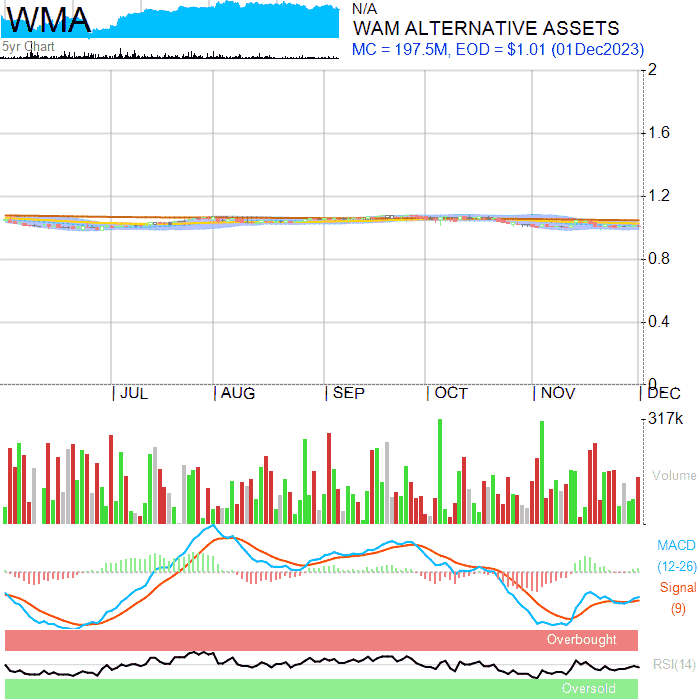 WMA
5yr Chart
N/A
WAM ALTERNATIVE ASSETS
MC = 197.5M, EOD = $1.01 (01Dec2023)
2
1.6
1.2
0.8
0.4
0
| JUL | AUG | SEP | OCT | NOV | DEC
317k
Volume
MACD
(12-26)
Signal
(9)
Overbought
RSI(14)
Oversold